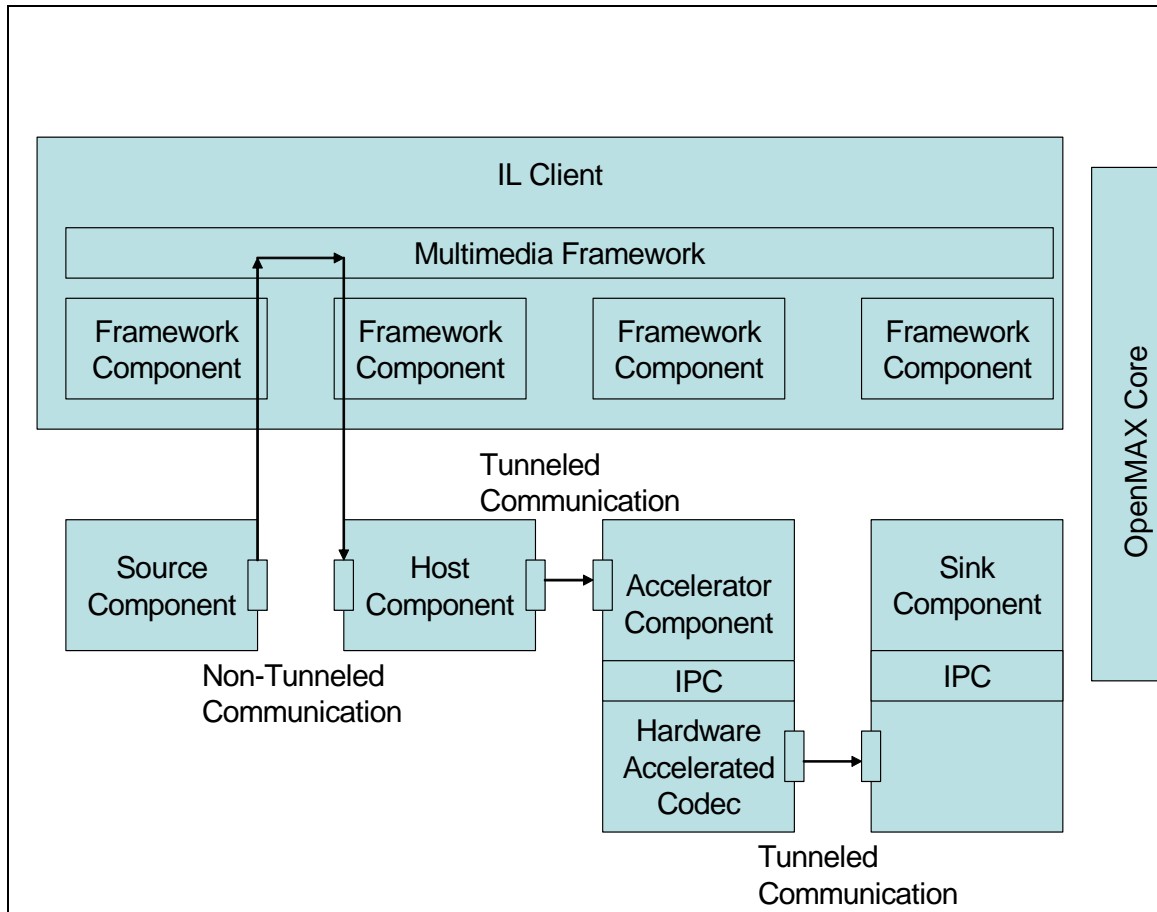 IL Client
Multimedia Framework
Framework
Component
Framework
Component
Framework
Component
Framework
Component
OpenMAX Core
Tunneled
Communication
Source
Component
Host
Component
Accelerator
Component
Sink
Component
Non-Tunneled
Communication
IPC
IPC
Hardware
Accelerated
Codec
Tunneled
Communication